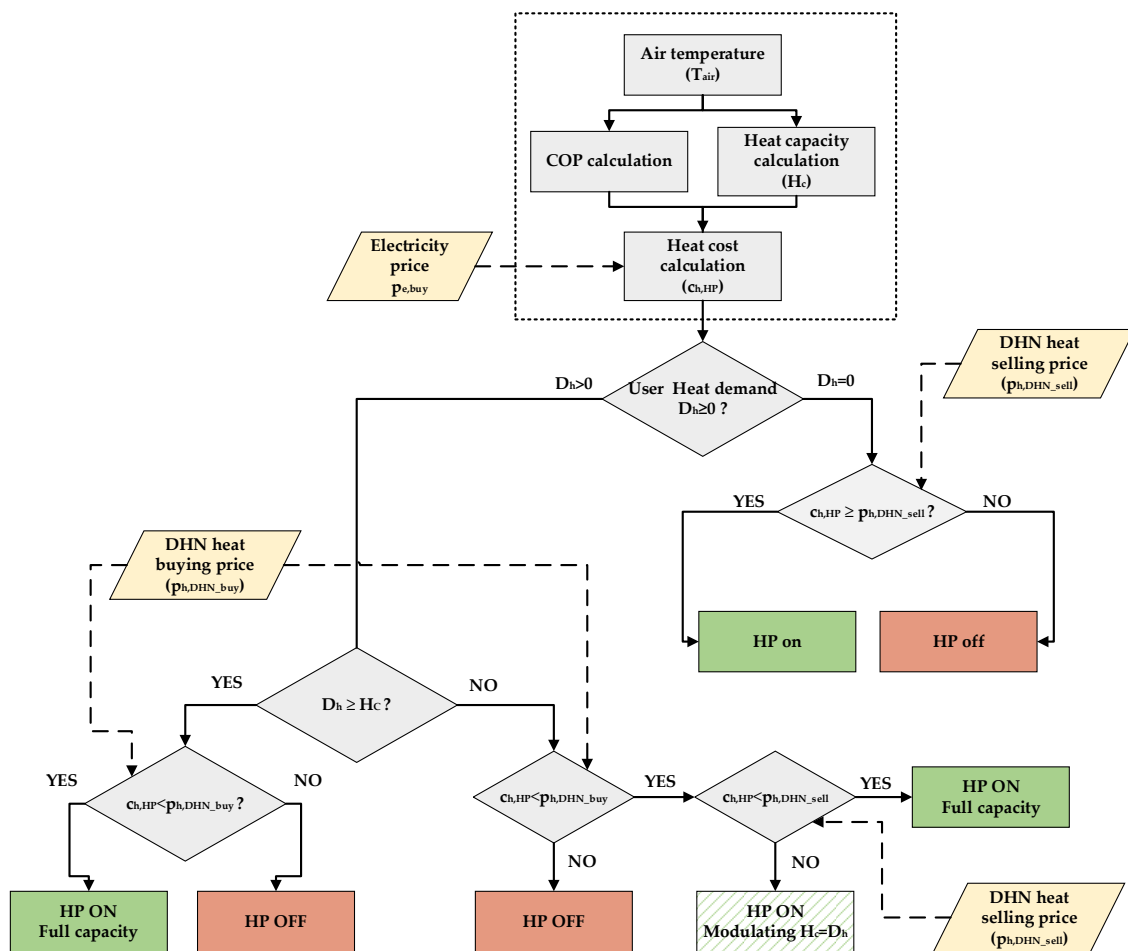 Air temperature
(Tair)
COP calculation
Heat capacity
calculation
(Hc)
Electricity
price
pe,buy
Heat cost
calculation
(ch,HP)
DHN heat
selling price
(ph,DHN_sell)
Dh>0
User Heat demand
Dh≥0 ?
Dh=0
YES
ch,HP ≥ ph,DHN_sell ?
NO
DHN heat
buying price
(ph,DHN_buy)
HP on
HP off
YES
Dh ≥ HC ?
NO
YES
ch,HP<ph,DHN_buy ?
NO
ch,HP<ph,DHN_buy
YES
ch,HP<ph,DHN_sell
YES
HP ON
Full capacity
NO
NO
HP ON
Full capacity
HP OFF
HP OFF
HP ON
Modulating Hc=Dh
DHN heat
selling price
(ph,DHN_sell)